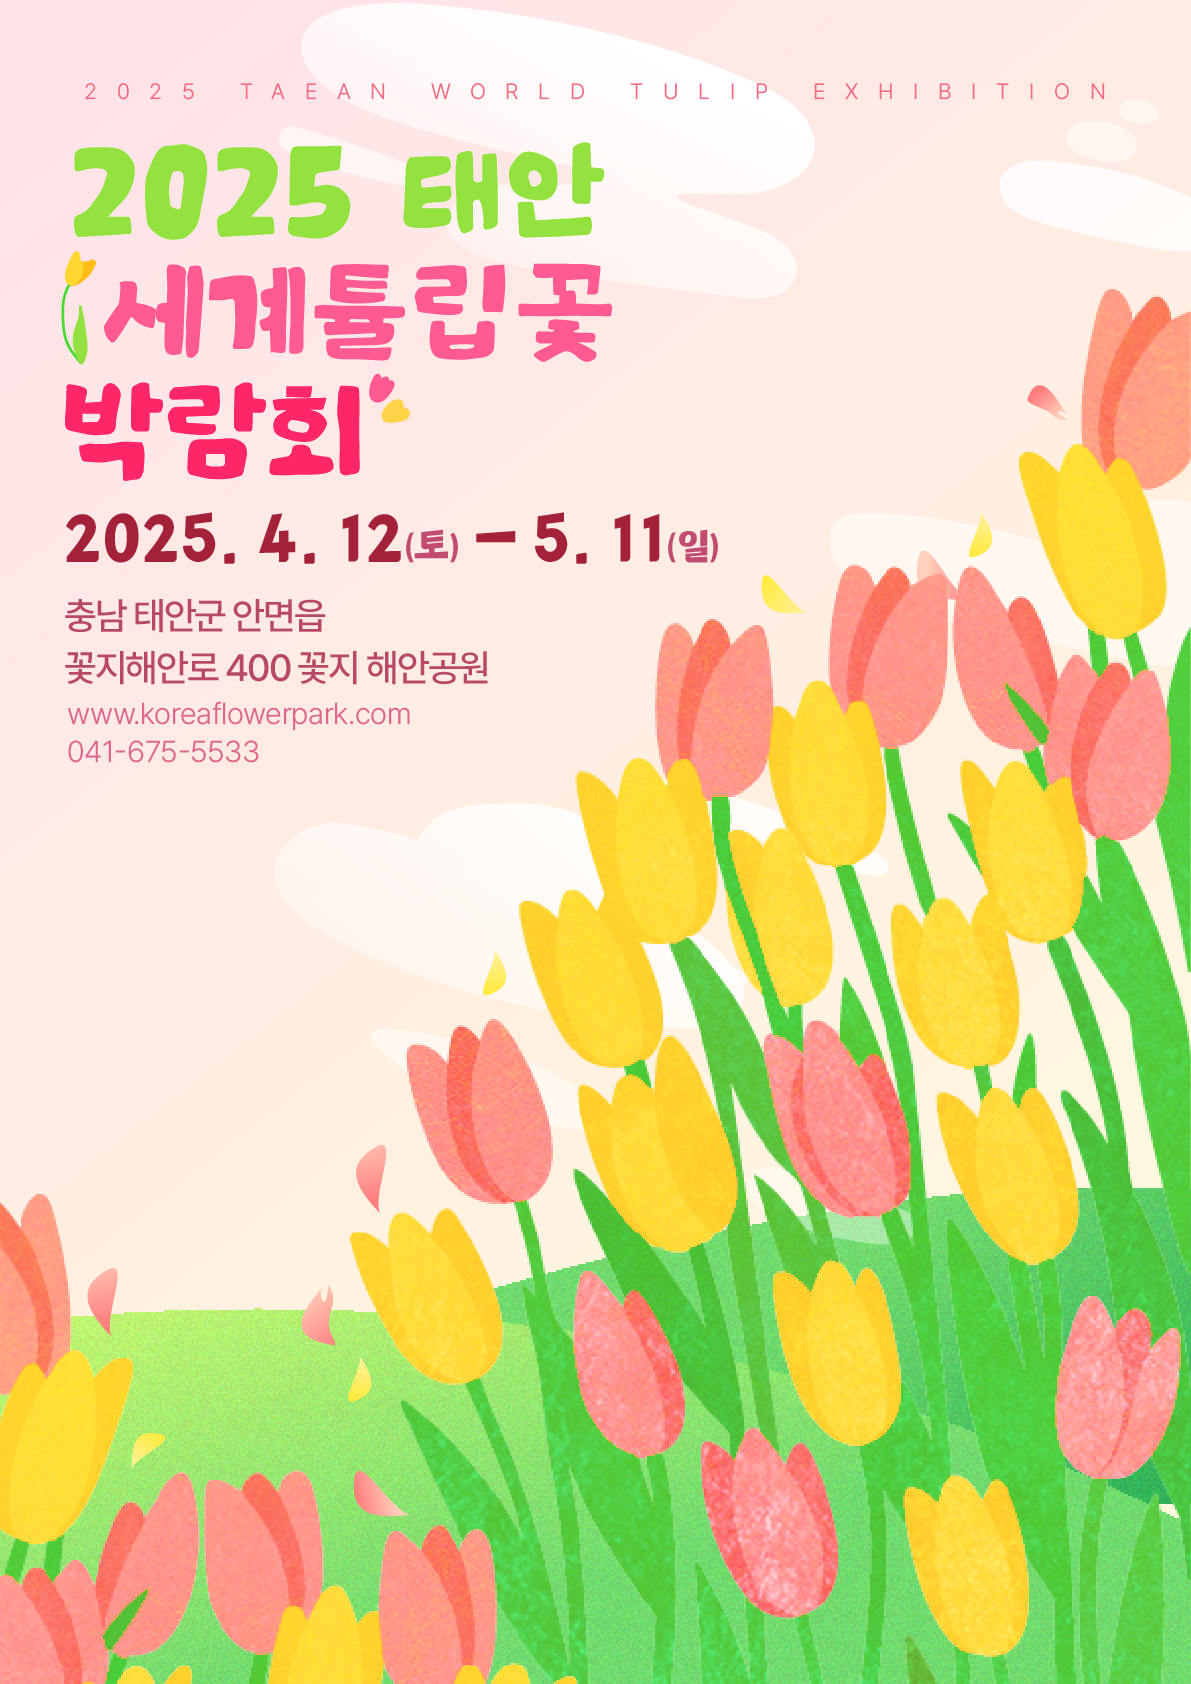 2025 TAEAN WORLD TULIP EXHIBITION
2025 태안
세계튤립꽃
박람회
2025. 4. 12(토) - 5. 11(일)
충남 태안군 안면읍
꽃지해안로 400 꽃지 해안공원
www.koreaflowerpark.com
041-675-5533